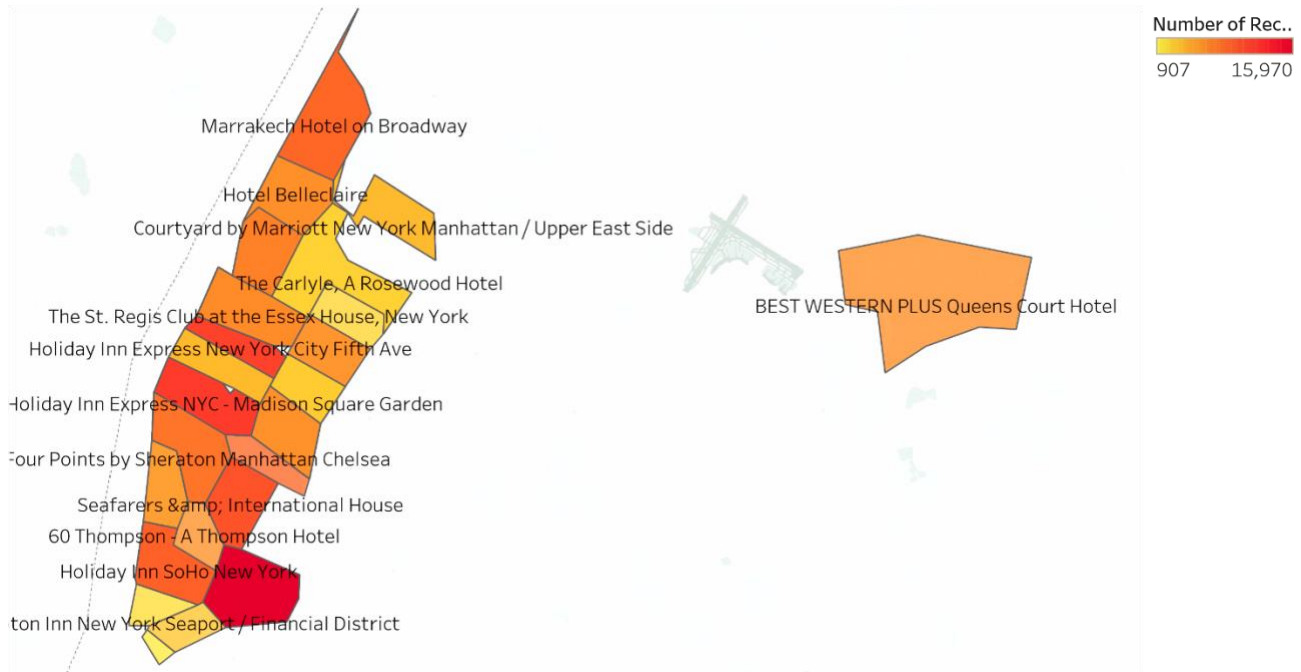 Number of Rec..
907 15,970
Marrakech Hotel on Broadway
Hotel Belleclaire
Courtyard by Marriott New York Manhattan / Upper East Side
The Carlyle, A Rosewood Hotel
BEST WESTERN PLUS Queens Court Hotel
The St. Regis Club at the Essex House, New York
Holiday Inn Express New York City Fifth Ave
Holiday Inn Express NYC - Madison Square Garden
Four Points by Sheraton Manhattan Chelsea
Seafarers &amp; International House
60 Thompson - A Thompson Hotel
Holiday Inn SoHo New York
ton Inn New York Seaport / Financial District